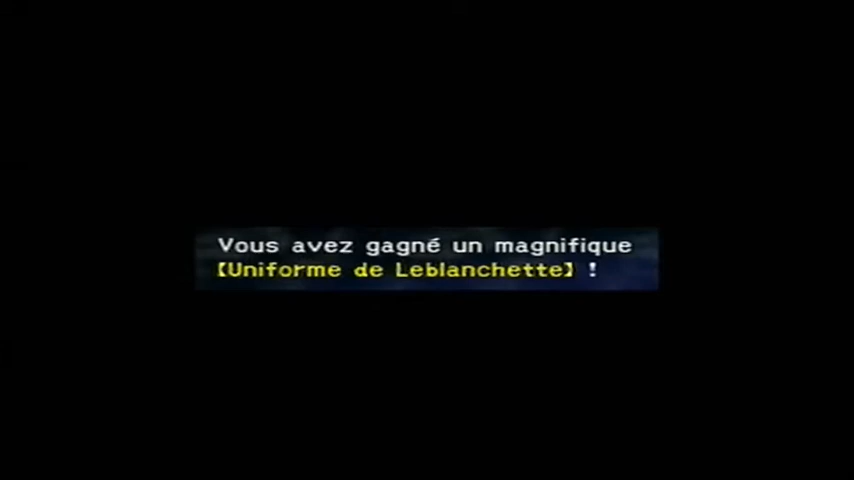 Vous avez gagné un magnifique
【Uniforme de Leblanchette】 !